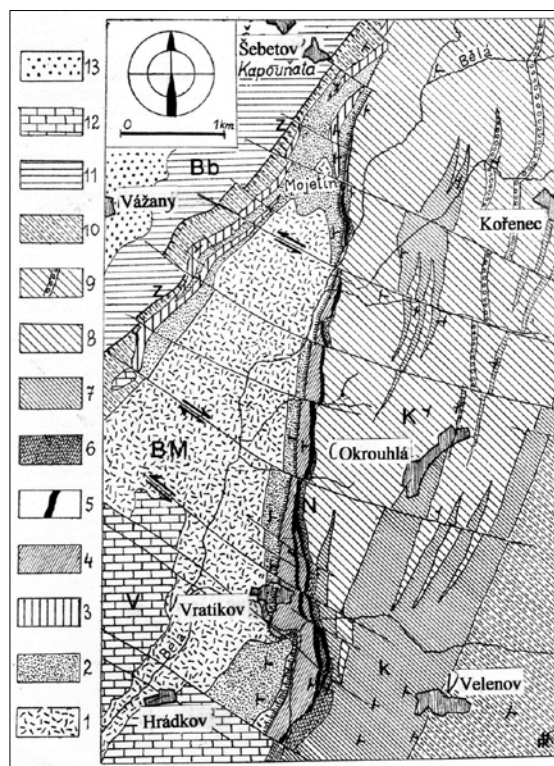 13
12
11
10
9
8
7
6
5
4
3
2
1
0
1km
Šebetov
Kapouňata
Bělá
Z
Bb
Mojetín
Vážany
Kořenec
Z
K
Okrouhlá
BM
N
V
Vratíkov
Bělá
K
Velenov
Hrádkov